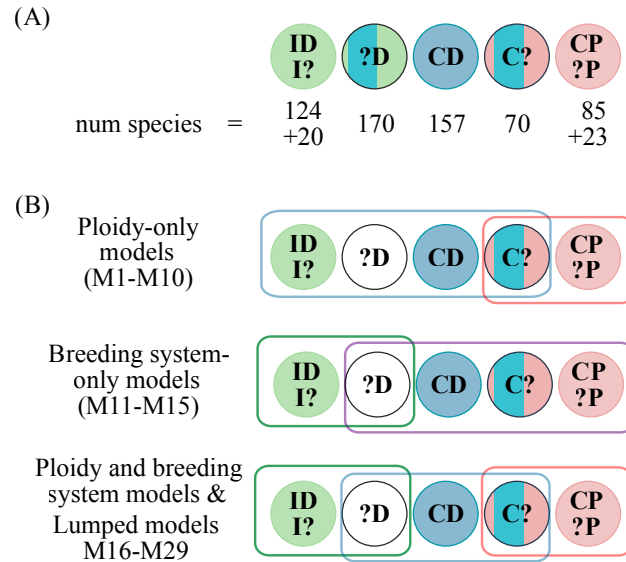 (A)
ID ?D CD C? CP
I? ?P
num species = 124 170 157 70 85
+20 +23
(B)
Ploidy-only
models
(M1-M10)
ID ?D CD C? CP
I? ?P
Breeding system-
only models
(M11-M15)
ID ?D CD C? CP
I? ?P
Ploidy and breeding
system models &
Lumped models
M16-M29
ID ?D CD C? CP
I? ?P